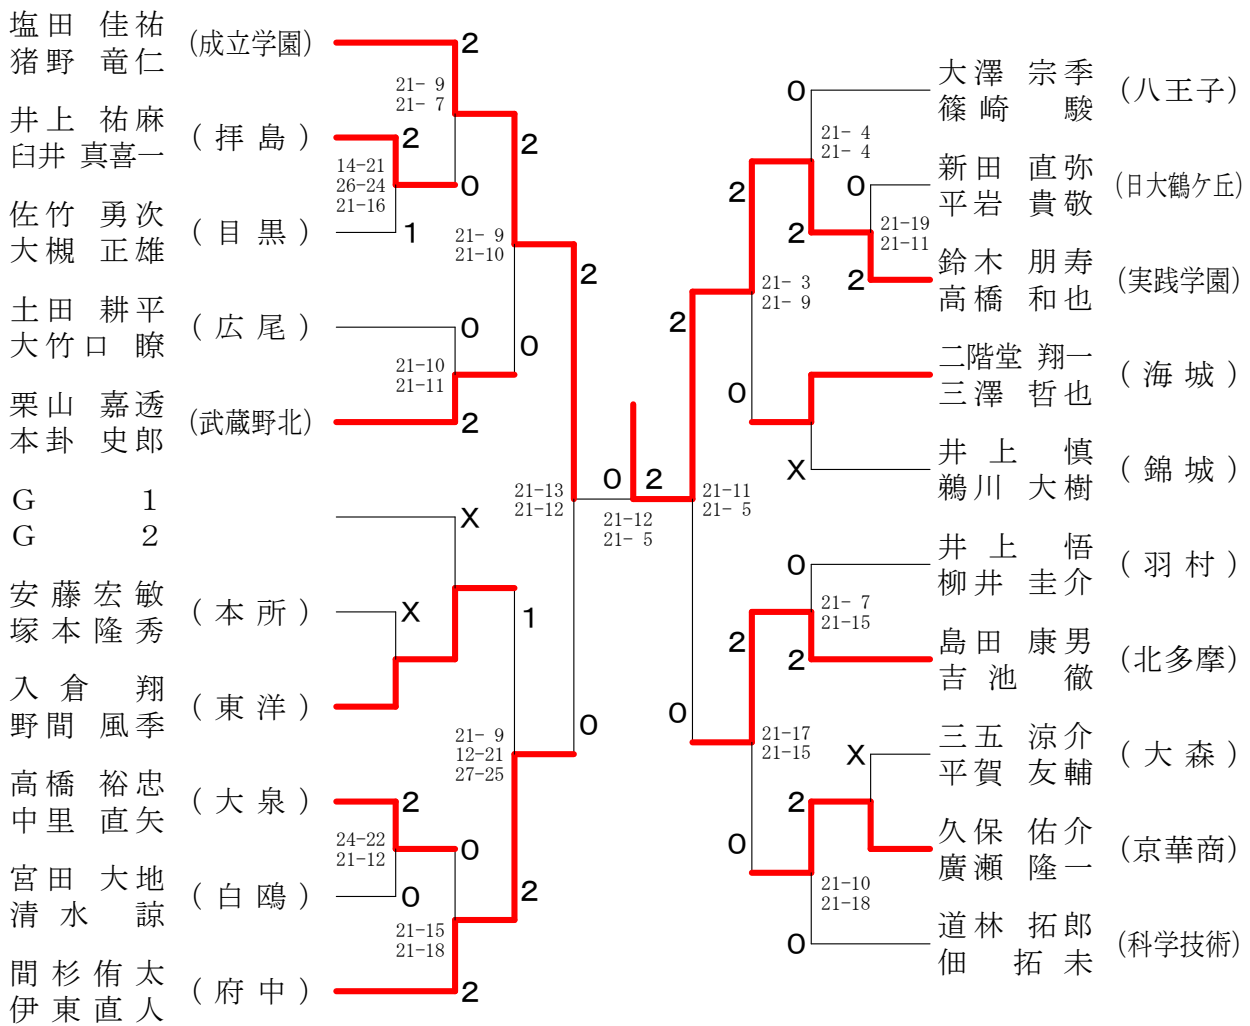 塩田 佳祐
猪野 竜仁
(成立学園)
2
21- 9
21- 7
井上 祐麻
臼井 真喜一
(拝島)
2
14-21
26-24
21-16
0
2
佐竹 勇次
大槻 正雄
(目黒)
1
21- 9
21-10
2
土田 耕平
大竹口 瞭
(広尾)
0
21-10
21-11
0
栗山 嘉透
本卦 史郎
(武蔵野北)
2
G 1
G 2
X
21-13
21-12
安藤宏敏
塚本隆秀
(本所)
X
1
入倉 翔
野間 風季
(東洋)
21- 9
12-21
27-25
0
高橋 裕忠
中里 直矢
(大泉)
2
24-22
21-12
0
宮田 大地
清水 諒
(白鴎)
0
2
21-15
21-18
間杉侑太
伊東直人
(府中)
2
0 2
21-12
21- 5
大澤 宗季
篠崎 駿
(八王子)
0
21- 4
21- 4
新田 直弥
平岩 貴敬
(日大鶴ケ丘)
0
21-19
21-11
2
2
鈴木 朋寿
高橋 和也
(実践学園)
2
21- 3
21- 9
2
二階堂 翔一
三澤 哲也
(海城)
0
井上 慎
鵜川 大樹
(錦城)
X
21-11
21- 5
井上 悟
柳井 圭介
(羽村)
0
21- 7
21-15
島田 康男
吉池 徹
(北多摩)
2
2
0
21-17
21-15
三五 涼介
平賀 友輔
(大森)
X
2
久保 佑介
廣瀬 隆一
(京華商)
0
21-10
21-18
道林 拓郎
佃 拓未
(科学技術)
0